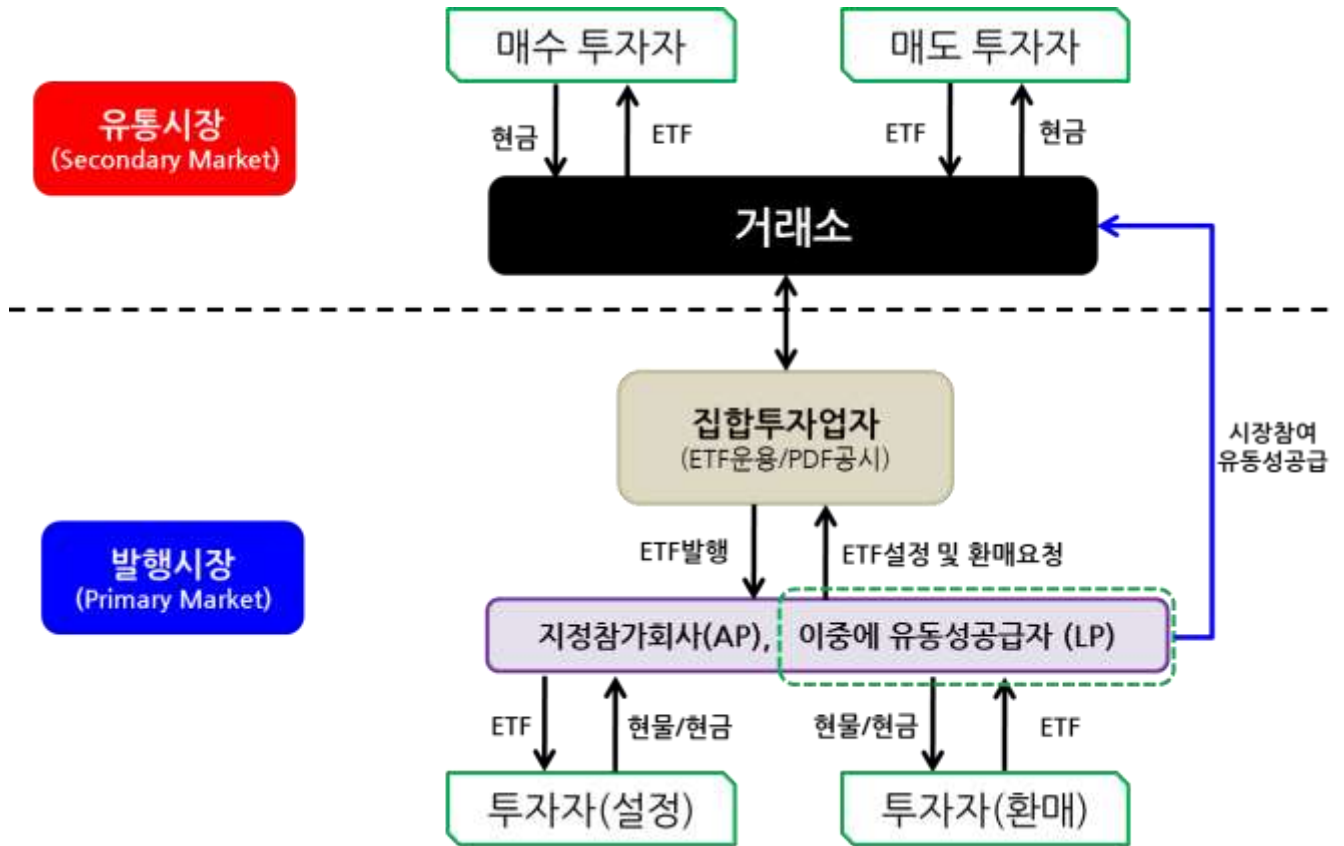 매수 투자자
매도 투자자
유통시장
(Secondary Market)
현금
ETF
ETF
현금
거래소
집합투자업자
(ETF운용/PDF공시)
시장참여
유동성공급
발행시장
(Primary Market)
ETF발행
ETF설정 및 환매요청
지정참가회사(AP), 이중에 유동성공급자 (LP)
ETF
현물/현금
현물/현금
ETF
투자자(설정)
투자자(환매)